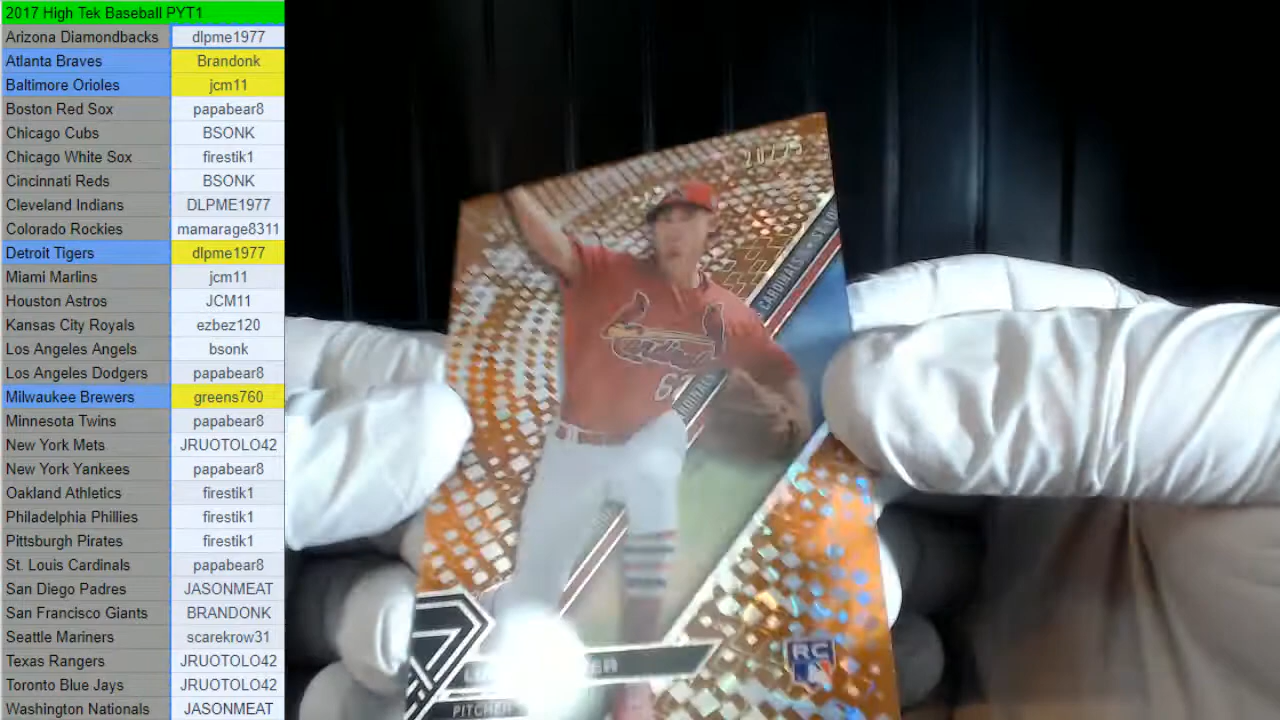 2017 High Tek Baseball PYT1
Arizona Diamondbacks dlpme1977
Atlanta Braves Brandonk
Baltimore Orioles jcm11
Boston Red Sox papabear8
Chicago Cubs BSONK
Chicago White Sox firestik1
Cincinnati Reds BSONK
Cleveland Indians DLPME1977
Colorado Rockies mamarage8311
Detroit Tigers dlpme1977
Miami Marlins jcm11
Houston Astros JCM11
Kansas City Royals ezbez120
Los Angeles Angels bsonk
Los Angeles Dodgers papabear8
Milwaukee Brewers greens760
Minnesota Twins papabear8
New York Mets JRUOTOLO42
New York Yankees papabear8
Oakland Athletics firestik1
Philadelphia Phillies firestik1
Pittsburgh Pirates firestik1
St. Louis Cardinals papabear8
San Diego Padres JASONMEAT
San Francisco Giants BRANDONK
Seattle Mariners scarekrow31
Texas Rangers JRUOTOLO42
Toronto Blue Jays JRUOTOLO42
Washington Nationals JASONMEAT
20/25
CARDINALS
Cardinals
RC
PITCHER